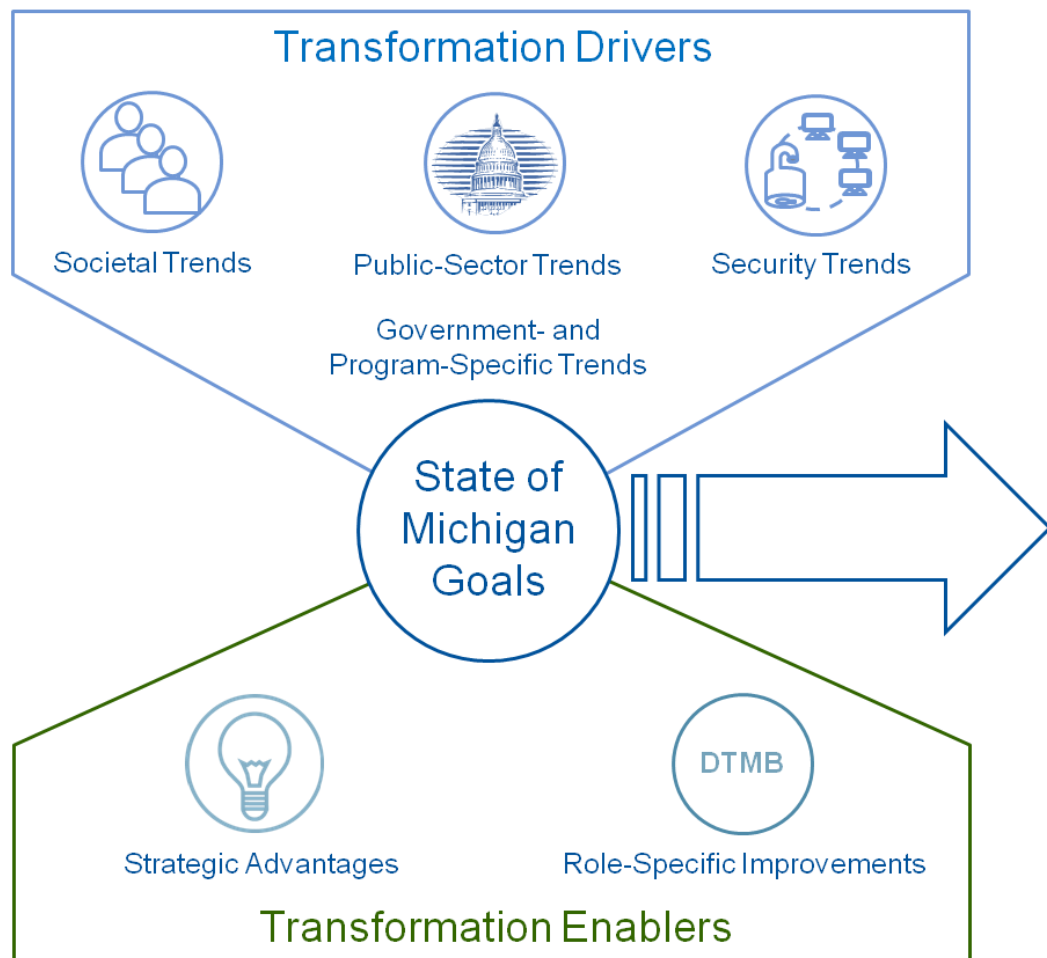 Transformation Drivers
Societal Trends
Public-Sector Trends
Security Trends
Government- and
Program-Specific Trends
State of
Michigan
Goals
DTMB
Strategic Advantages
Role-Specific Improvements
Transformation Enablers